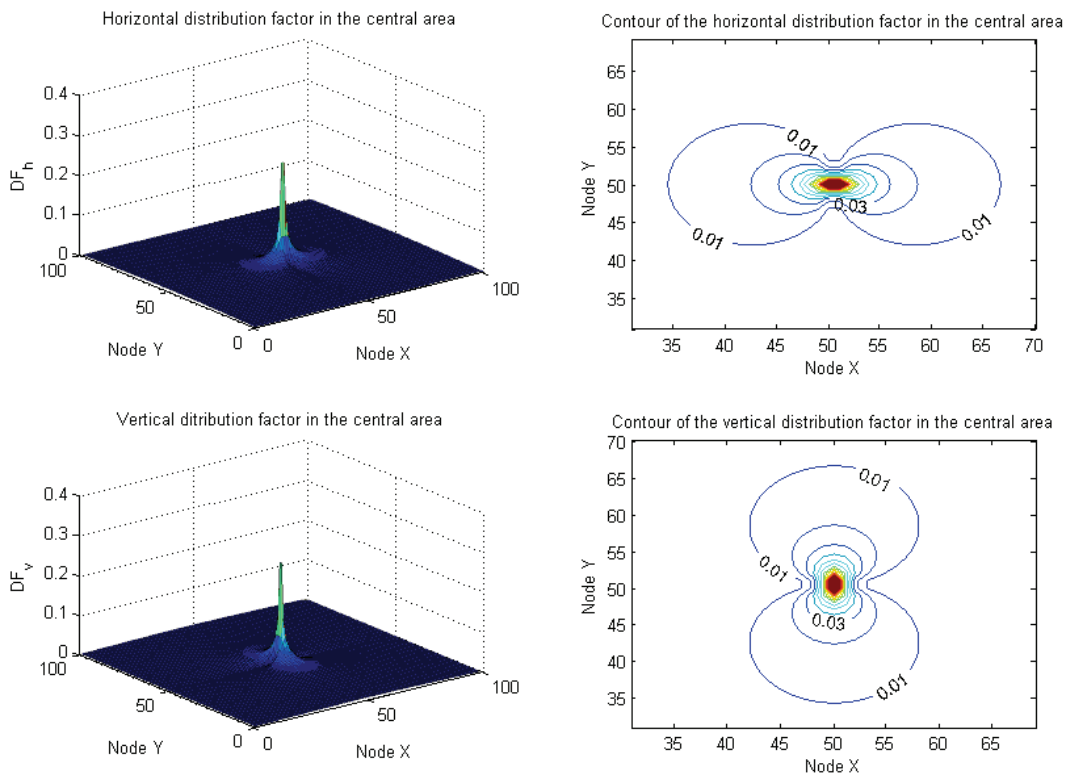 Horizontal distribution factor in the central area
0.4
0.3
0.2
0.1
0
DF_h
100
50
0
Node Y
0
50
100
Node X
Contour of the horizontal distribution factor in the central area
65
60
55
50
45
40
35
Node Y
0.01
0.03
0.01
0.01
35 40 45 50 55 60 65 70
Node X
Vertical ditribution factor in the central area
0.4
0.3
0.2
0.1
0
DF_v
100
50
0
Node Y
0
50
100
Node X
Contour of the vertical distribution factor in the central area
70
65
60
55
50
45
40
35
Node Y
0.01
0.01
0.03
0.01
35 40 45 50 55 60 65
Node X